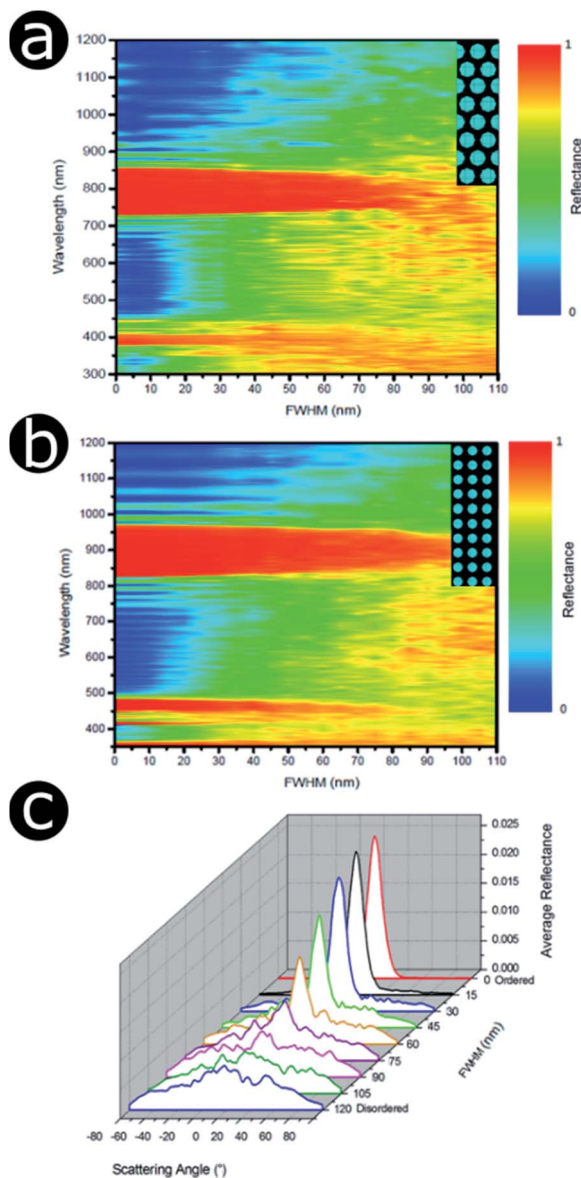 a
1200
1100
1000
900
800
700
600
500
400
300
Wavelength (nm)
0 10 20 30 40 50 60 70 80 90 100 110
FWHM (nm)
1
Reflectance
0
b
1200
1100
1000
900
800
700
600
500
400
Wavelength (nm)
0 10 20 30 40 50 60 70 80 90 100 110
FWHM (nm)
1
Reflectance
0
c
0.025
0.020
0.015
0.010
0.005
0.000
Average Reflectance
0 Ordered
15
30
45
60
75
90
105
120 Disordered
FWHM (nm)
-80 -60 -40 -20 0 20 40 60 80
Scattering Angle (°)